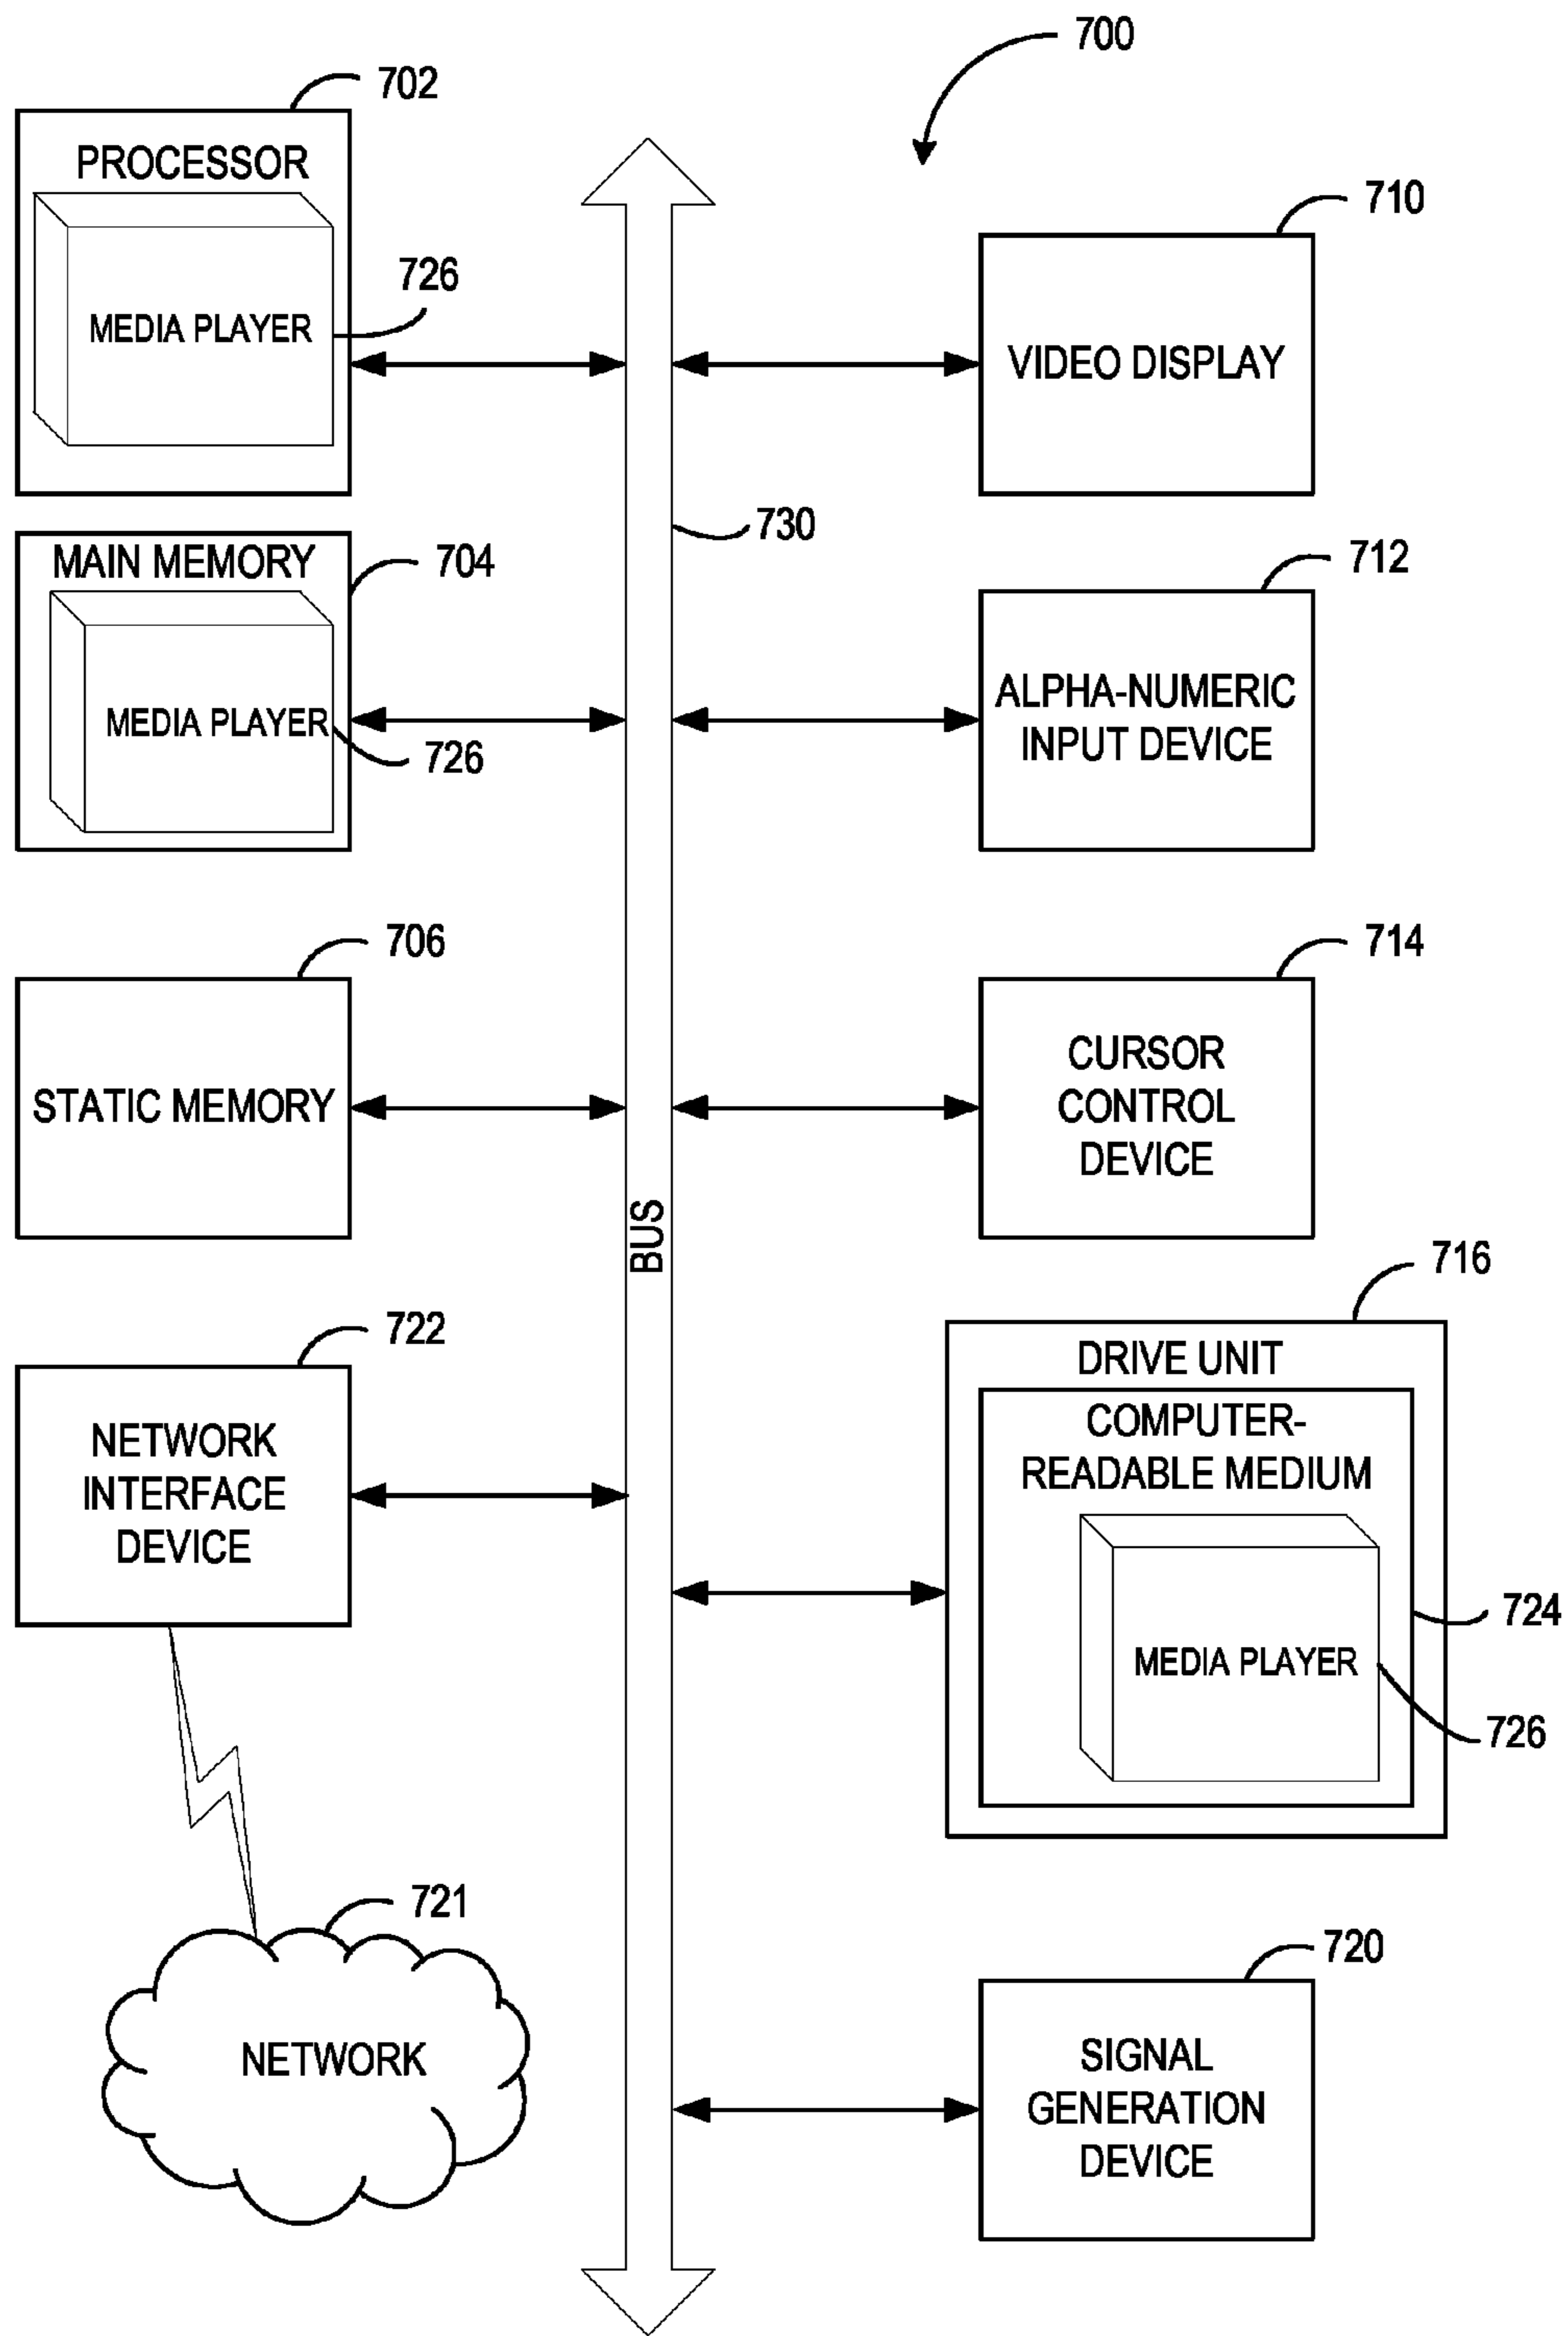 700
702
PROCESSOR
MEDIA PLAYER
726
710
VIDEO DISPLAY
730
MAIN MEMORY
704
MEDIA PLAYER
726
712
ALPHA-NUMERIC
INPUT DEVICE
706
STATIC MEMORY
714
CURSOR
CONTROL
DEVICE
BUS
722
NETWORK
INTERFACE
DEVICE
716
DRIVE UNIT
COMPUTER-
READABLE MEDIUM
MEDIA PLAYER
724
726
721
NETWORK
720
SIGNAL
GENERATION
DEVICE